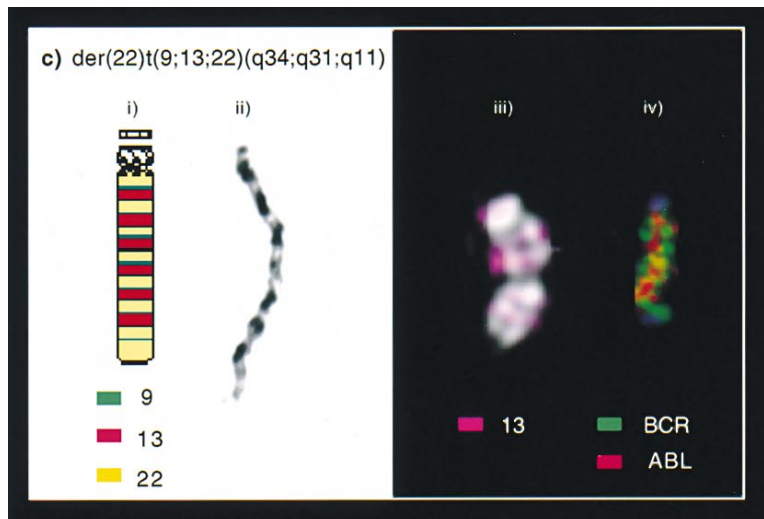 c) der(22)t(9;13;22)(q34;q31;q11)
i) ii) iii) iv)
9
13
22
13
BCR
ABL